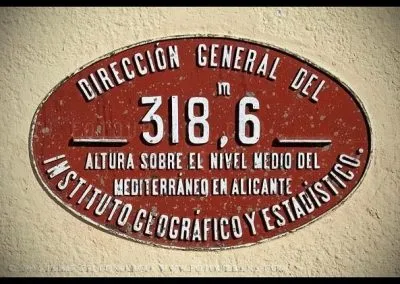 DIRECCIÓN GENERAL DEL
m
318,6
ALTURA SOBRE EL NIVEL MEDIO DEL
MEDITERRÁNEO EN ALICANTE
INSTITUTO GEOGRÁFICO Y ESTADÍSTICO.